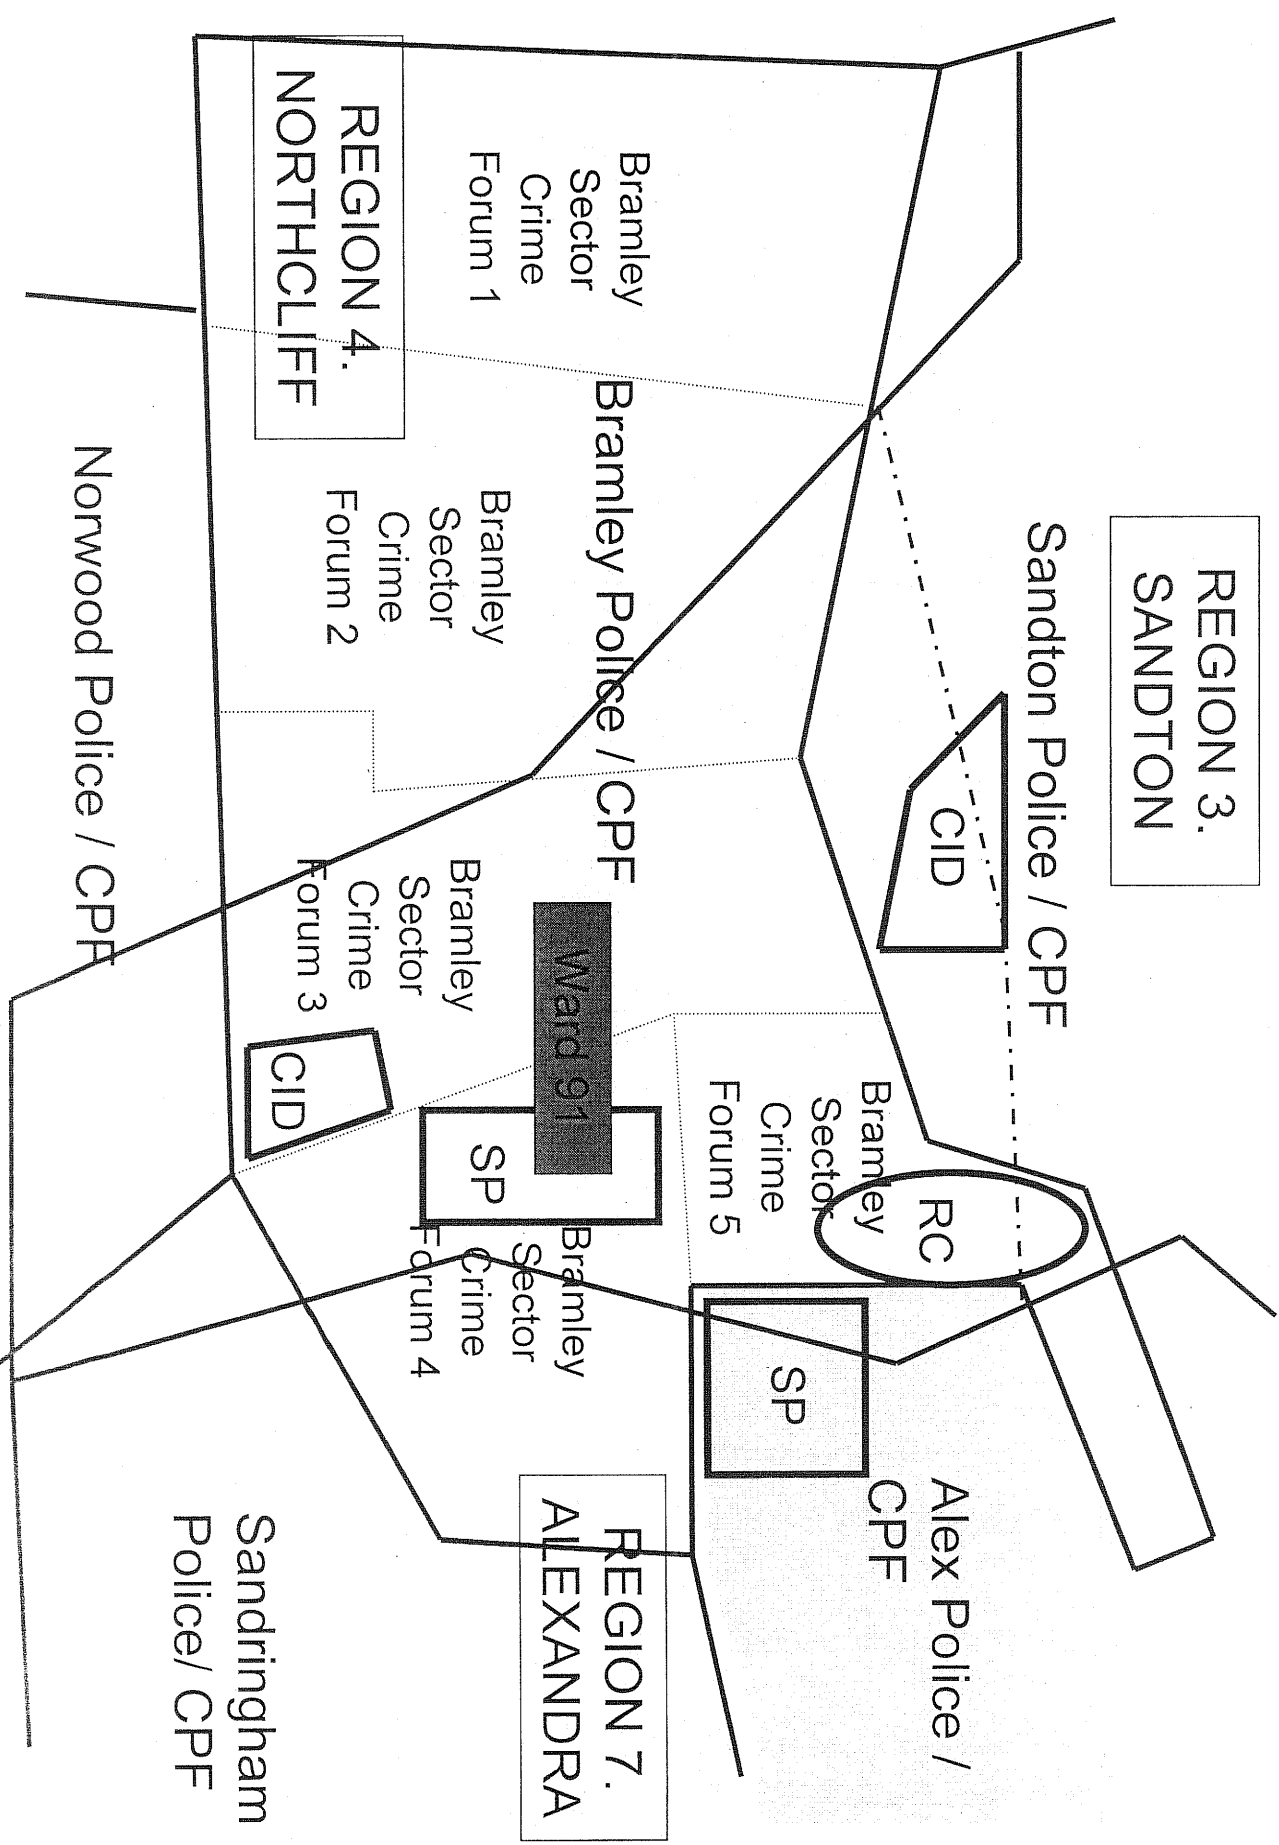 REGION 3.
SANDTON
Sandton Police / CPF
CID
Alex Police /
CPF
RC
SP
Bramley
Sector
Crime
Forum 5
Bramley
Sector
Crime
Forum 1
Bramley Police / CPF
REGION 4.
NORTHCLIFF
Bramley
Sector
Crime
Forum 2
Ward 91
SP
Bramley
Sector
Crime
Forum 3
CID
Bramley
Sector
Crime
Forum 4
REGION 7.
ALEXANDRA
Norwood Police / CPF
Sandringham
Police/ CPF